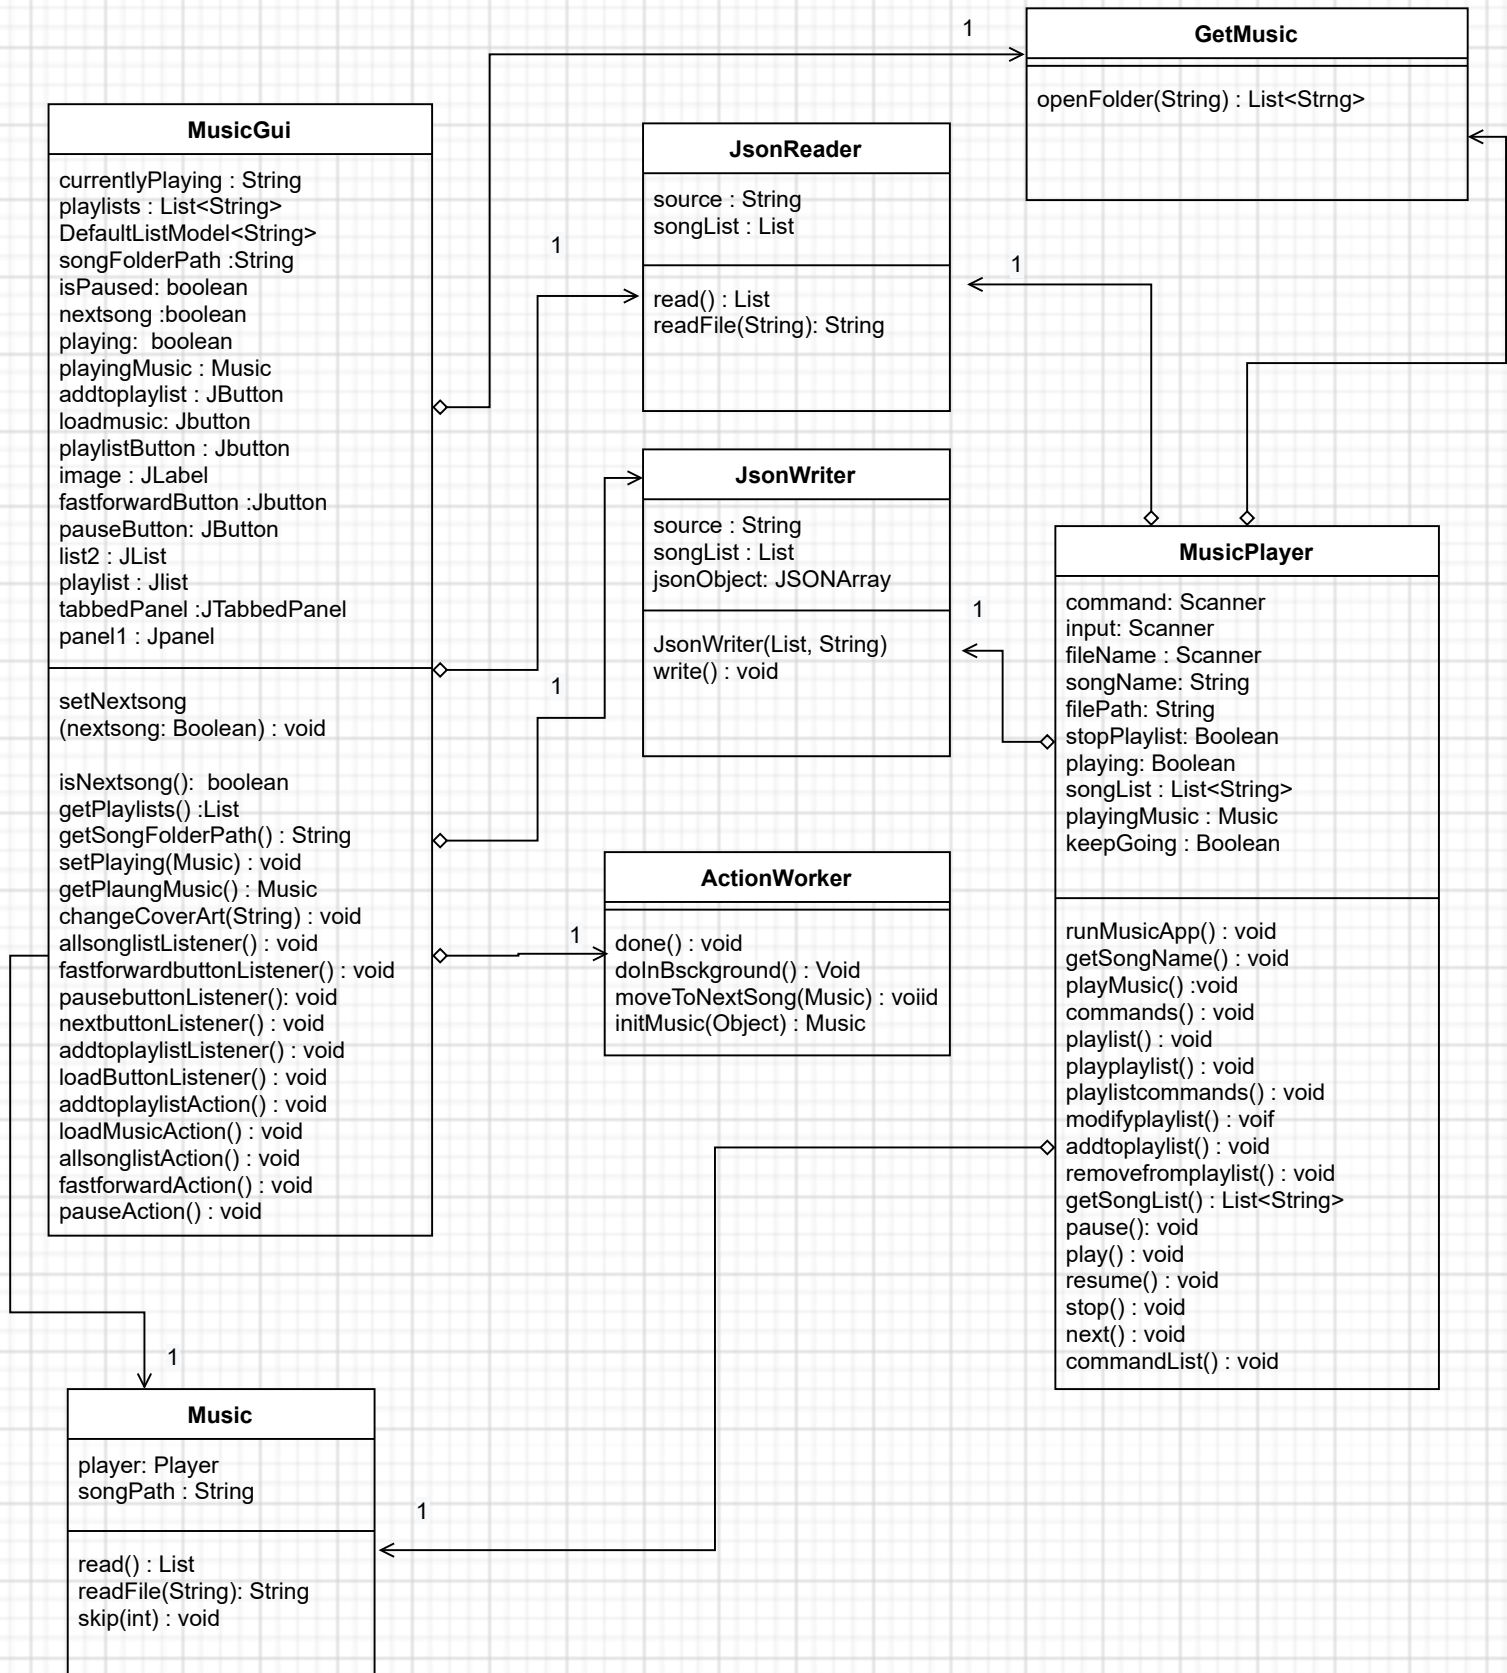 1
GetMusic
openFolder(String) : List<Strng>
MusicGui
currentlyPlaying : String
playlists : List<String>
DefaultListModel<String>
songFolderPath :String
isPaused: boolean
nextsong :boolean
playing:  boolean
playingMusic : Music
addtoplaylist : JButton
loadmusic: Jbutton
playlistButton : Jbutton
image : JLabel
fastforwardButton :Jbutton
pauseButton: JButton
list2 : JList
playlist : Jlist
tabbedPanel :JTabbedPanel
panel1 : Jpanel
setNextsong
(nextsong: Boolean) : void
isNextsong():  boolean
getPlaylists() :List
getSongFolderPath() : String
setPlaying(Music) : void
getPlaungMusic() : Music
changeCoverArt(String) : void
allsonglistListener() : void
fastforwardbuttonListener() : void
pausebuttonListener(): void
nextbuttonListener() : void
addtoplaylistListener() : void
loadButtonListener() : void
addtoplaylistAction() : void
loadMusicAction() : void
allsonglistAction() : void
fastforwardAction() : void
pauseAction() : void
1
JsonReader
source : String
songList : List
read() : List
readFile(String): String
1
1
JsonWriter
source : String
songList : List
jsonObject: JSONArray
JsonWriter(List, String)
write() : void
1
1
ActionWorker
done() : void
doInBsckground() : Void
moveToNextSong(Music) : voiid
initMusic(Object) : Music
MusicPlayer
command: Scanner
input: Scanner
fileName : Scanner
songName: String
filePath: String
stopPlaylist: Boolean
playing: Boolean
songList : List<String>
playingMusic : Music
keepGoing : Boolean
runMusicApp() : void
getSongName() : void
playMusic() :void
commands() : void
playlist() : void
playplaylist() : void
playlistcommands() : void
modifyplaylist() : voif
addtoplaylist() : void
removefromplaylist() : void
getSongList() : List<String>
pause(): void
play() : void
resume() : void
stop() : void
next() : void
commandList() : void
1
Music
player: Player
songPath : String
read() : List
readFile(String): String
skip(int) : void
1